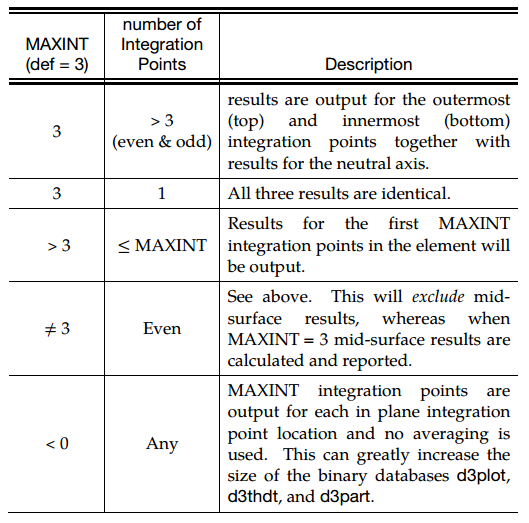 MAXINT
(def = 3)
number of
Integration
Points
Description
3
> 3
(even & odd)
results are output for the outermost
(top) and innermost (bottom)
integration points together with
results for the neutral axis.
3
1
All three results are identical.
> 3
≤ MAXINT
Results for the first MAXINT
integration points in the element will
be output.
≠ 3
Even
See above. This will exclude mid-
surface results, whereas when
MAXINT = 3 mid-surface results are
calculated and reported.
< 0
Any
MAXINT integration points are
output for each in plane integration
point location and no averaging is
used. This can greatly increase the
size of the binary databases d3plot,
d3thdt, and d3part.